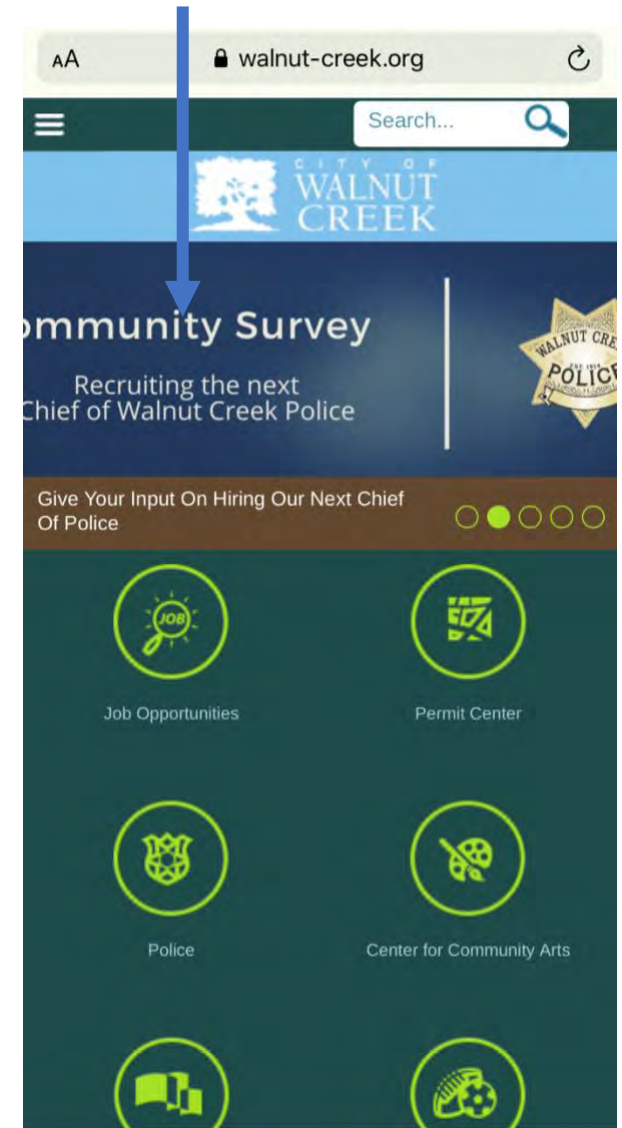 AA
walnut-creek.org
Search...
CITY OF
WALNUT
CREEK
ommunity Survey
Recruiting the next
Chief of Walnut Creek Police
WALNUT CRE
POLICE
Give Your Input On Hiring Our Next Chief
Of Police
JOB
Job Opportunities
Permit Center
Police
Center for Community Arts